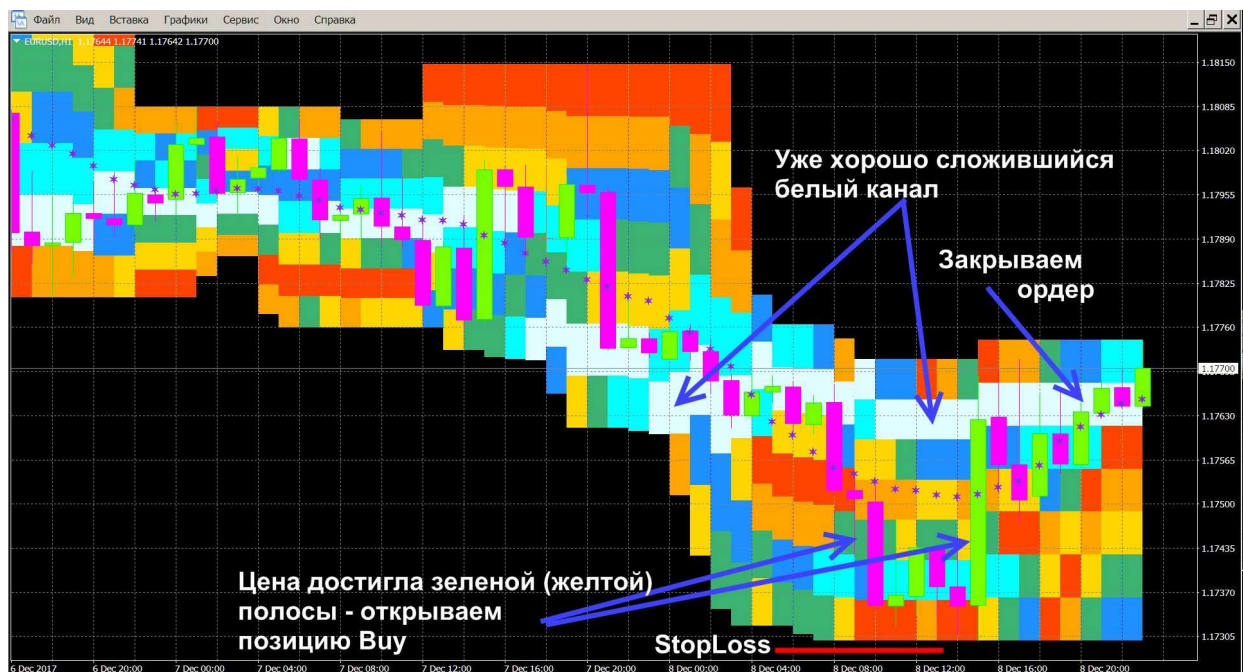 Файл Вид Вставка Графики Сервис Окно Справка
EURUSD,H1 1.17644 1.17741 1.17642 1.17700
1.18150
1.18085
1.18020
Уже хорошо сложившийся
белый канал
1.17955
1.17890
Закрываем
ордер
1.17825
1.17760
1.17700
1.17630
1.17565
1.17500
1.17435
Цена достигла зеленой (желтой)
полосы - открываем
позицию Buy
1.17370
StopLoss
1.17305
6 Dec 2017 6 Dec 20:00 7 Dec 00:00 7 Dec 04:00 7 Dec 08:00 7 Dec 12:00 7 Dec 16:00 7 Dec 20:00 8 Dec 00:00 8 Dec 04:00 8 Dec 08:00 8 Dec 12:00 8 Dec 16:00 8 Dec 20:00